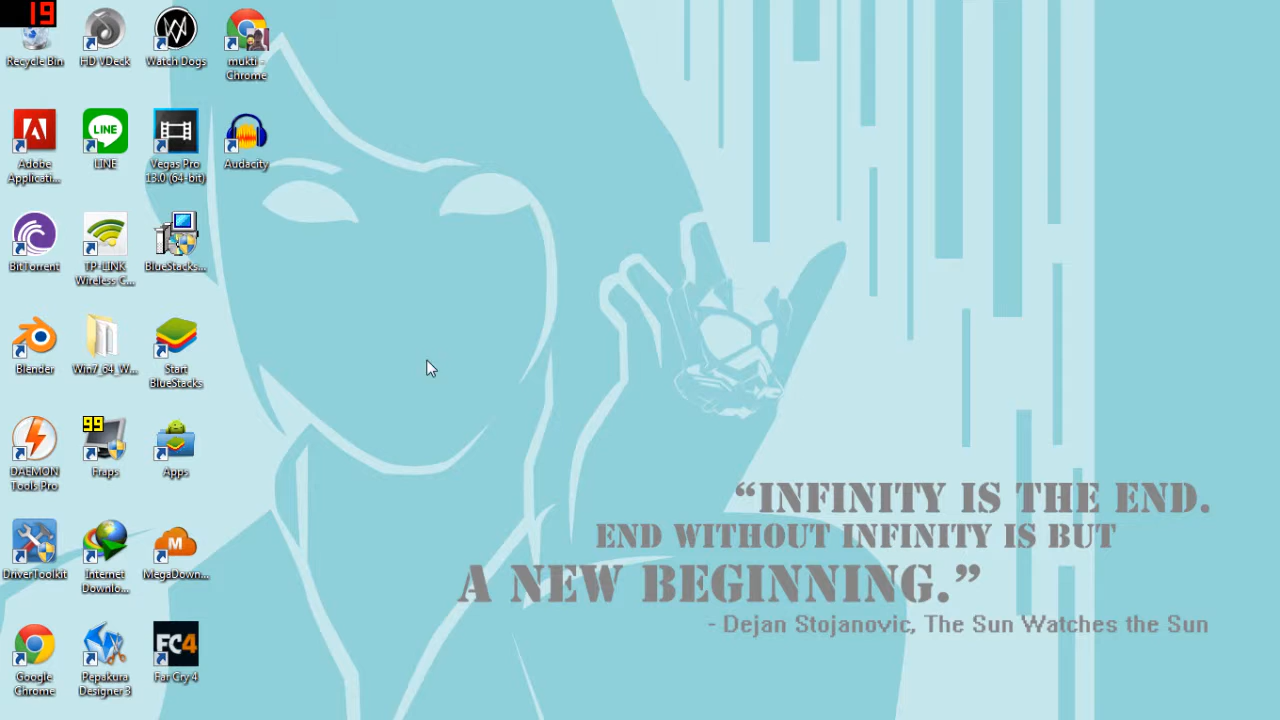 19
Recycle Bin
HD VDeck
Watch Dogs
mukti -
Chrome
Adobe
Applicati...
LINE
LINE
Vegas Pro
13.0 (64-bit)
Audacity
BitTorrent
TP-LINK
Wireless C...
BlueStacks...
Blender
Win7_64_W...
Start
BlueStacks
DAEMON
Tools Pro
99
Fraps
Apps
DriverToolkit
Internet
Downlo...
M
MegaDown...
Google
Chrome
Pepakura
Designer 3
FC4
Far Cry 4
“INFINITY IS THE END.
END WITHOUT INFINITY IS BUT
A NEW BEGINNING.”
- Dejan Stojanovic, The Sun Watches the Sun